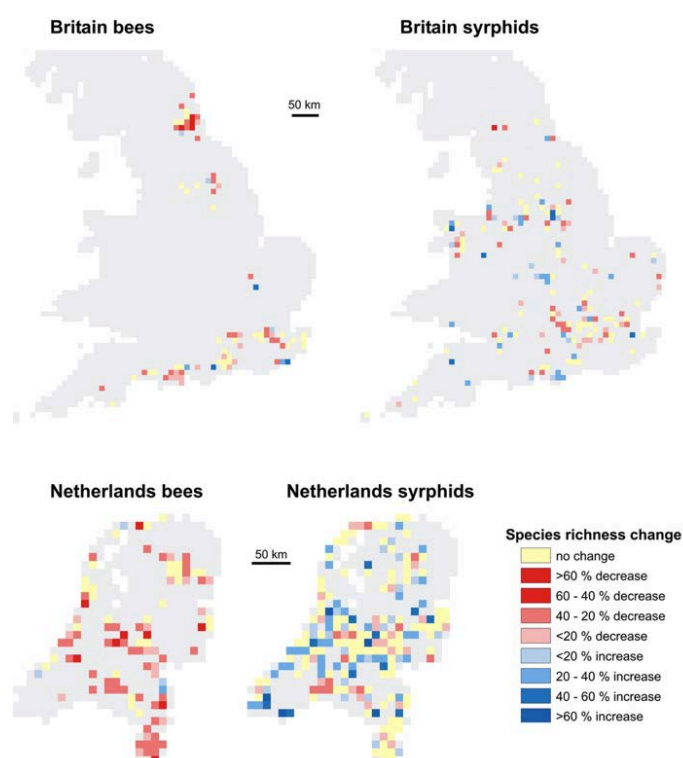 Britain bees
Britain syrphids
50 km
Netherlands bees
Netherlands syrphids
50 km
Species richness change
no change
>60 % decrease
60 - 40 % decrease
40 - 20 % decrease
<20 % decrease
<20 % increase
20 - 40 % increase
40 - 60 % increase
>60 % increase